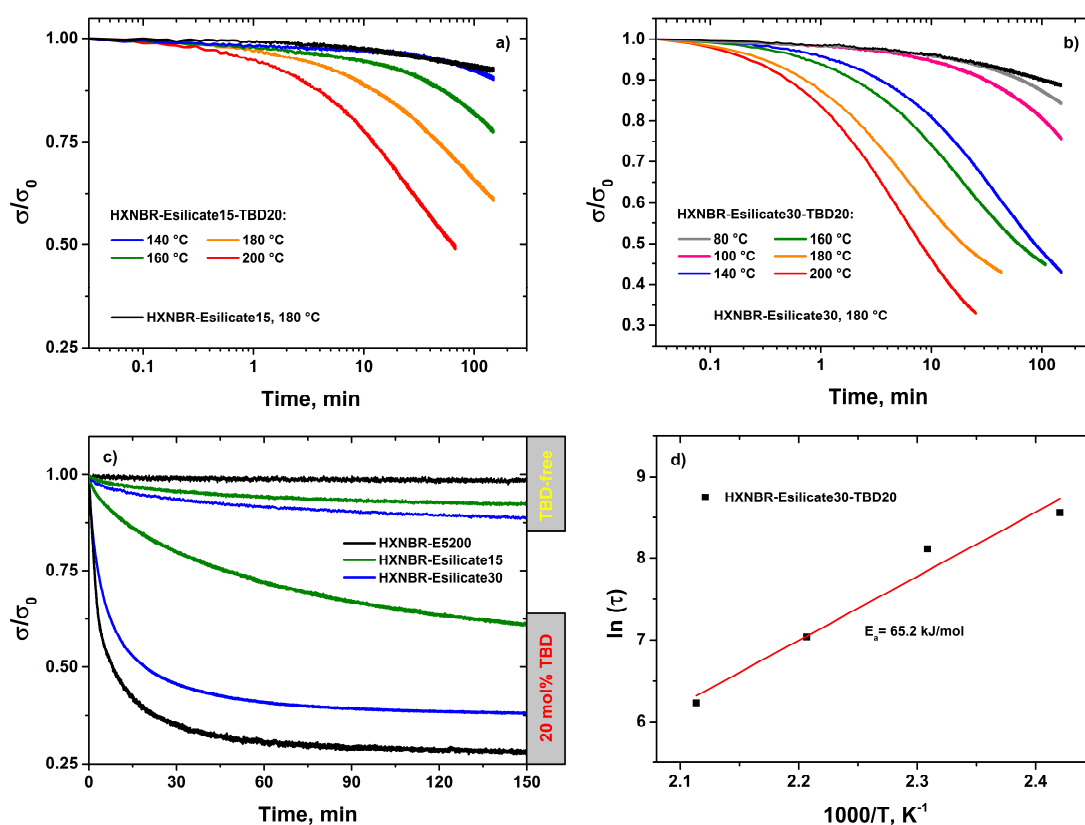 a)
1.00
0.75
0.50
0.25
σ/σ0
HXNBR-Esilicate15-TBD20:
140 °C 180 °C
160 °C 200 °C
HXNBR-Esilicate15, 180 °C
0.1 1 10 100
Time, min
b)
1.0
0.9
0.8
0.7
0.6
0.5
0.4
0.3
σ/σ0
HXNBR-Esilicate30-TBD20:
80 °C 160 °C
100 °C 180 °C
140 °C 200 °C
HXNBR-Esilicate30, 180 °C
0.1 1 10 100
Time, min
c)
1.00
0.75
0.50
0.25
σ/σ0
HXNBR-E5200
HXNBR-Esilicate15
HXNBR-Esilicate30
TBD-free
20 mol% TBD
0 30 60 90 120 150
Time, min
d)
HXNBR-Esilicate30-TBD20
9
8
7
6
ln (τ)
Ea= 65.2 kJ/mol
2.1 2.2 2.3 2.4
1000/T, K-1